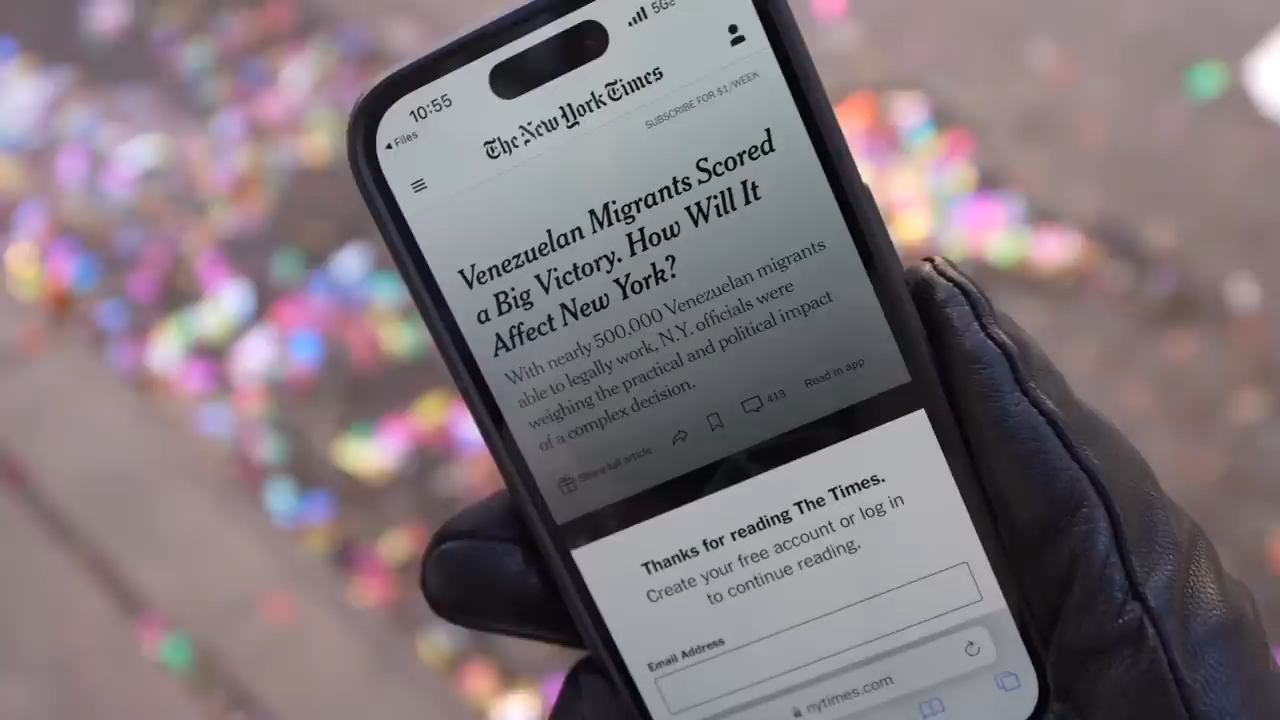 10:55
5G
Files
The New York Times
SUBSCRIBE FOR $1/WEEK
Venezuelan Migrants Scored
a Big Victory. How Will It
Affect New York?
With nearly 500,000 Venezuelan migrants
able to legally work, N.Y. officials were
weighing the practical and political impact
of a complex decision.
Share full article
413
Read in app
Thanks for reading The Times.
Create your free account or log in
to continue reading.
Email Address
nytimes.com